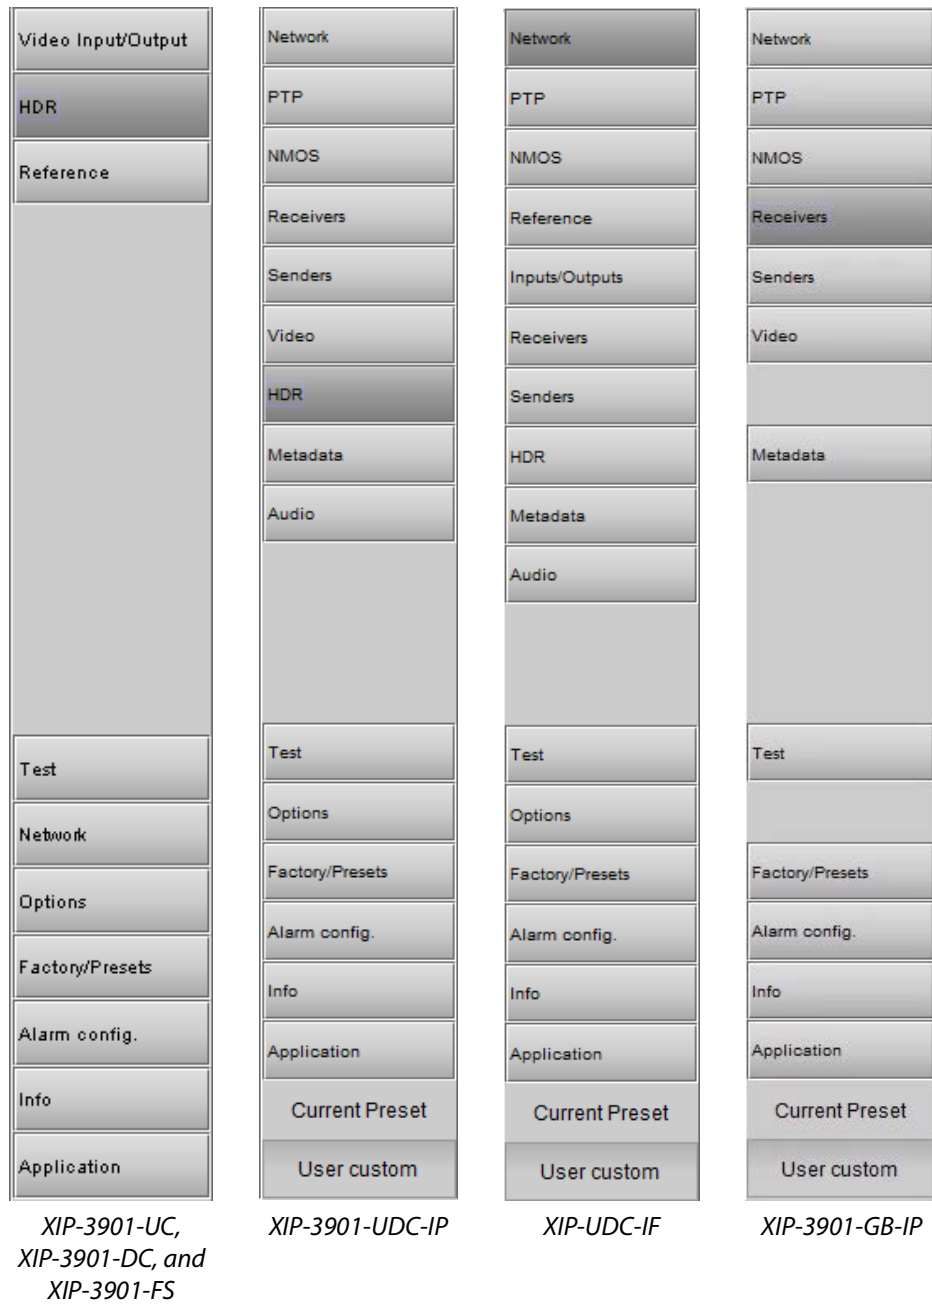 Video Input/Output
HDR
Reference
Test
Network
Options
Factory/Presets
Alarm config.
Info
Application
XIP-3901-UC,
XIP-3901-DC, and
XIP-3901-FS
Network
PTP
NMOS
Receivers
Senders
Video
HDR
Metadata
Audio
Test
Options
Factory/Presets
Alarm config.
Info
Application
Current Preset
User custom
XIP-3901-UDC-IP
Network
PTP
NMOS
Reference
Inputs/Outputs
Receivers
Senders
HDR
Metadata
Audio
Test
Options
Factory/Presets
Alarm config.
Info
Application
Current Preset
User custom
XIP-UDC-IF
Network
PTP
NMOS
Receivers
Senders
Video
Metadata
Test
Factory/Presets
Alarm config.
Info
Application
Current Preset
User custom
XIP-3901-GB-IP